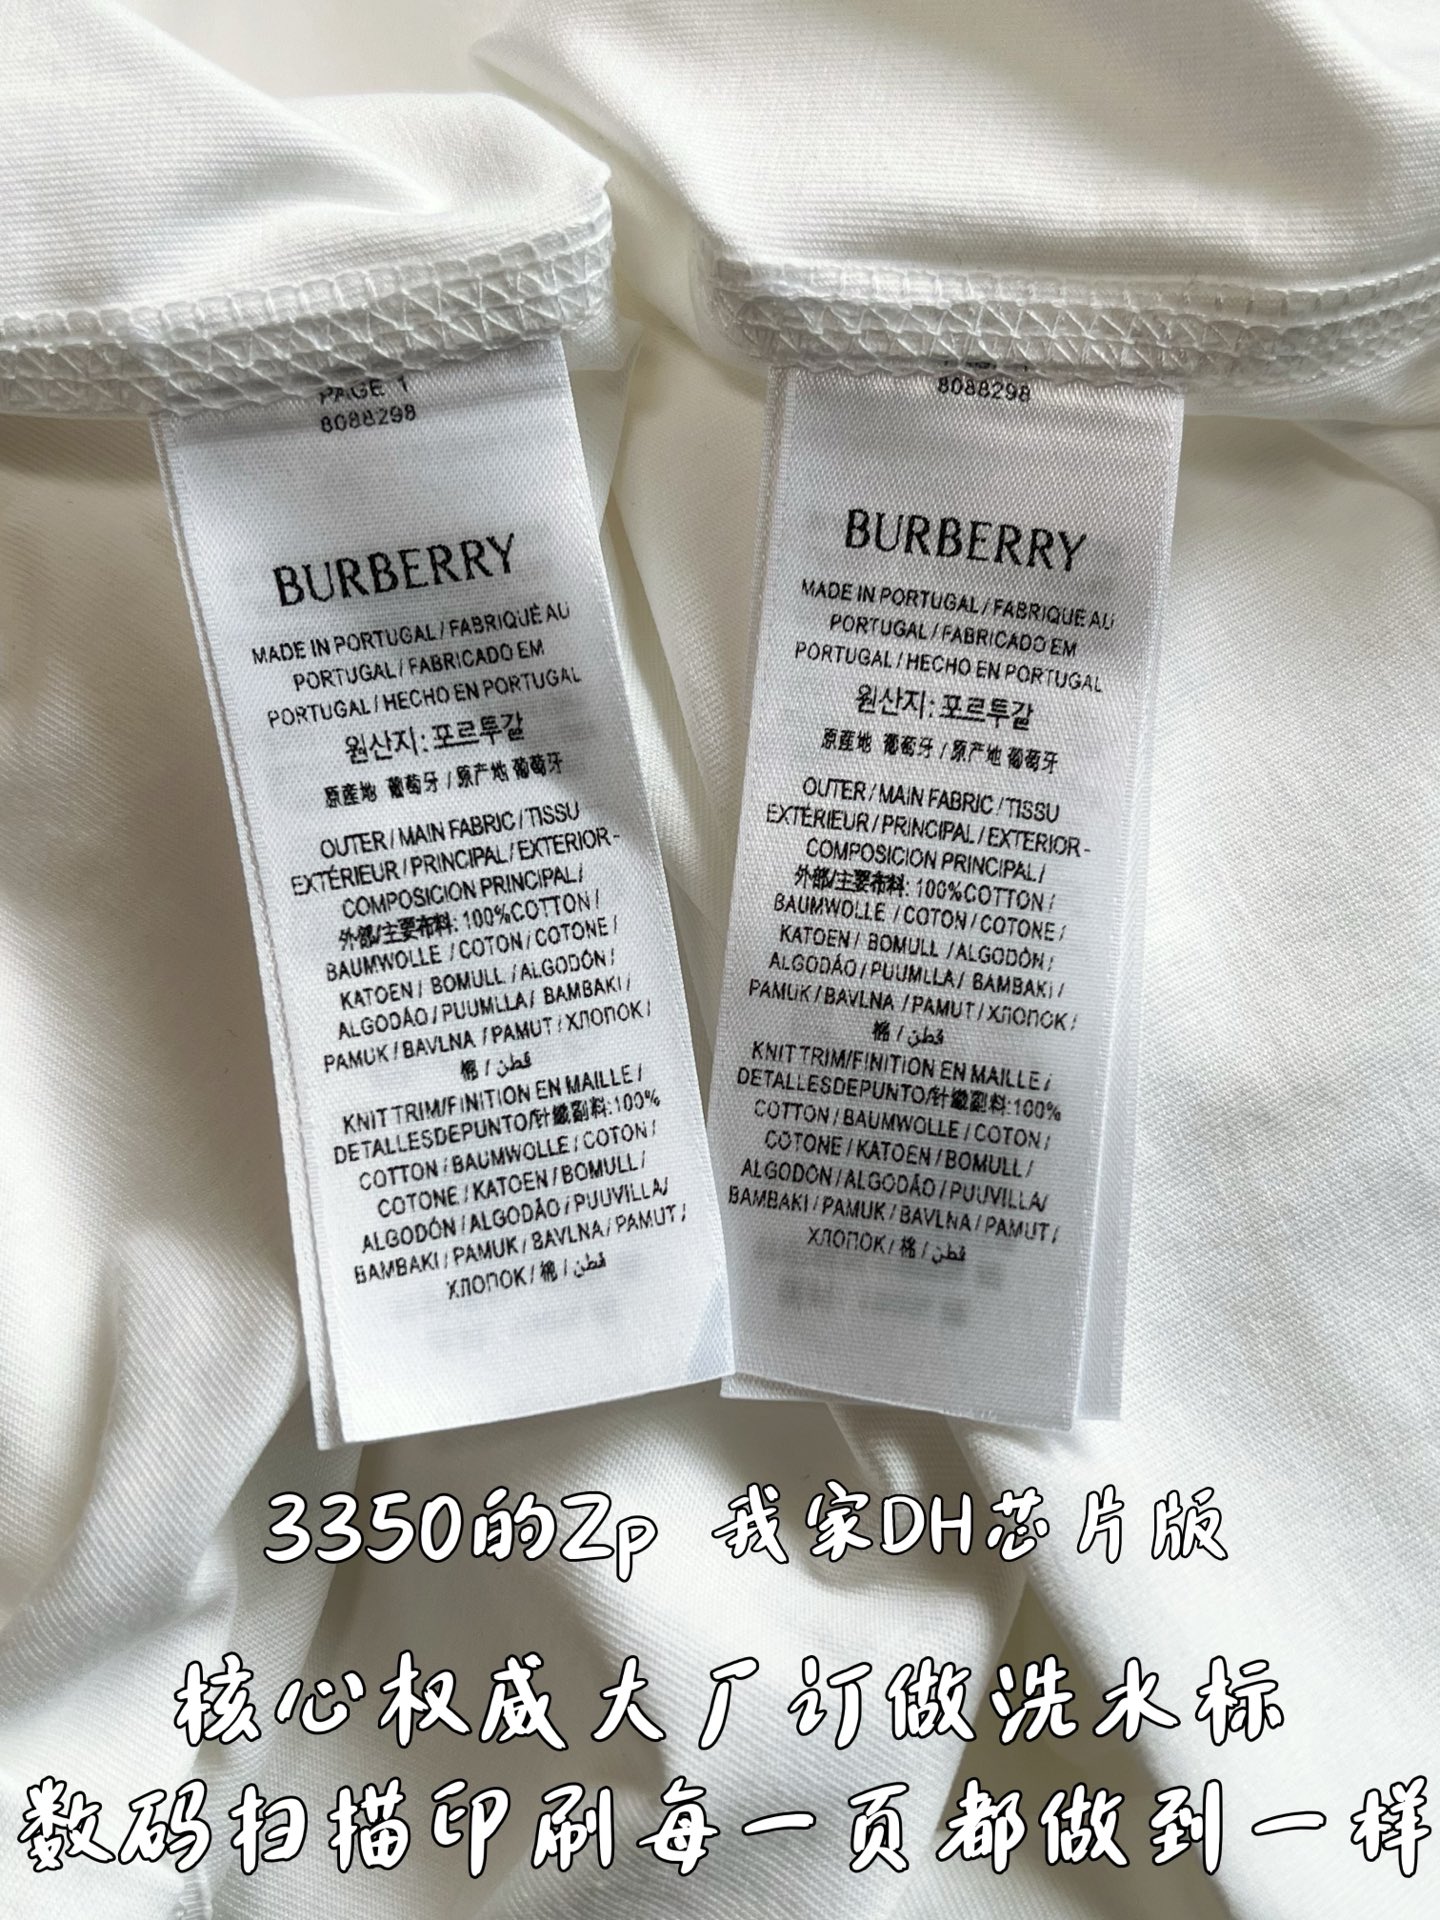 PAGE 1
8088298
BURBERRY
MADE IN PORTUGAL / FABRIQUÉ AU
PORTUGAL / FABRICADO EM
PORTUGAL / HECHO EN PORTUGAL
원산지: 포르투갈
原産地 葡萄牙 / 原产地 葡萄牙
OUTER / MAIN FABRIC / TISSU
EXTÉRIEUR / PRINCIPAL / EXTERIOR -
COMPOSICION PRINCIPAL /
外部/主要布料: 100%COTTON /
BAUMWOLLE / COTON / COTONE /
KATOEN / BOMULL / ALGODÓN /
ALGODÃO / PUUMLLA / BAMBAKI /
PAMUK / BAVLNA / PAMUT / ХЛОПОК /
棉 / قطن
KNIT TRIM/FINITION EN MAILLE /
DETALLESDEPUNTO/针織副料:100%
COTTON / BAUMWOLLE / COTON /
COTONE / KATOEN / BOMULL /
ALGODÓN / ALGODÃO / PUUVILLA/
BAMBAKI / PAMUK / BAVLNA / PAMUT /
ХЛОПОК / 棉 / قطن
8088298
BURBERRY
MADE IN PORTUGAL / FABRIQUE AU
PORTUGAL / FABRICADO EM
PORTUGAL / HECHO EN PORTUGAL
원산지: 포르투갈
原産地 葡萄牙 / 原产地 葡萄牙
OUTER / MAIN FABRIC / TISSU
EXTÉRIEUR / PRINCIPAL / EXTERIOR -
COMPOSICION PRINCIPAL /
外部/主要布料: 100%COTTON /
BAUMWOLLE / COTON / COTONE /
KATOEN / BOMULL / ALGODÓN /
ALGODÃO / PUUMLLA / BAMBAKI /
PAMUK / BAVLNA / PAMUT / ХЛОПОК /
棉 / قطن
KNIT TRIM/FINITION EN MAILLE /
DETALLESDEPUNTO/针織副料:100%
COTTON / BAUMWOLLE / COTON /
COTONE / KATOEN / BOMULL /
ALGODÓN / ALGODÃO / PUUVILLA/
BAMBAKI / PAMUK / BAVLNA / PAMUT /
ХЛОПОК / 棉 / قطن
3350的Zp 我家DH芯片版
核心权威大厂订做洗水标
数码扫描印刷每一页都做到一样